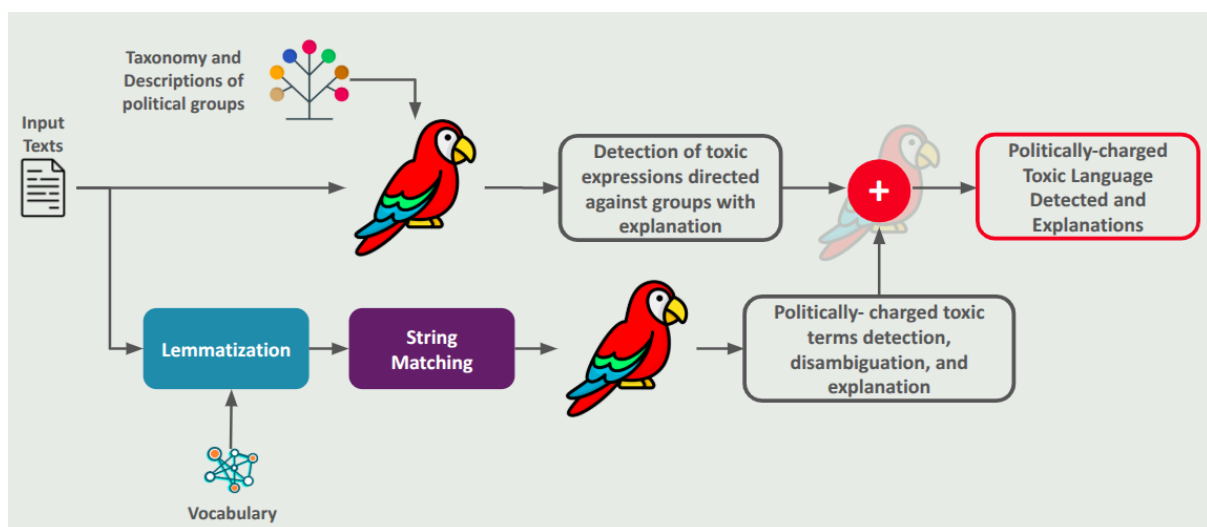 Taxonomy and
Descriptions of
political groups
Input
Texts
Detection of toxic
expressions directed
against groups with
explanation
+
Politically-charged
Toxic Language
Detected and
Explanations
Lemmatization
String
Matching
Politically- charged toxic
terms detection,
disambiguation, and
explanation
Vocabulary